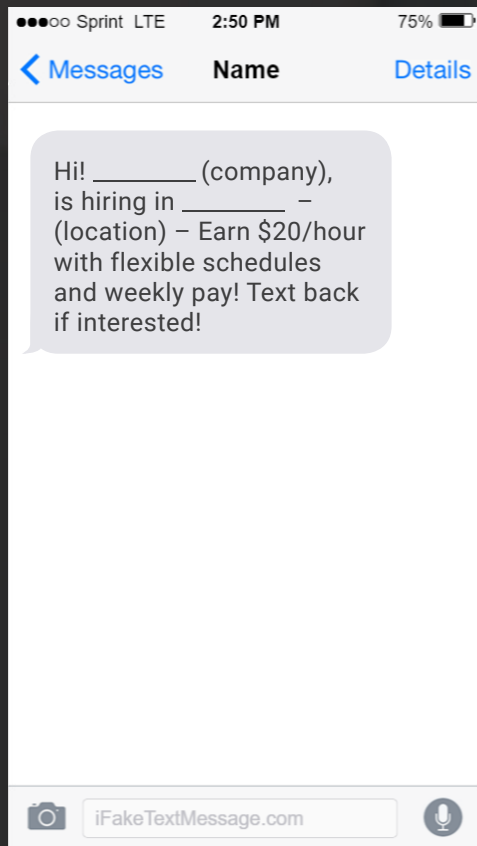 ●●●○○ Sprint LTE 2:50 PM 75%
Messages Name Details
Hi! ________ (company),
is hiring in ________ –
(location) – Earn $20/hour
with flexible schedules
and weekly pay! Text back
if interested!
iFakeTextMessage.com